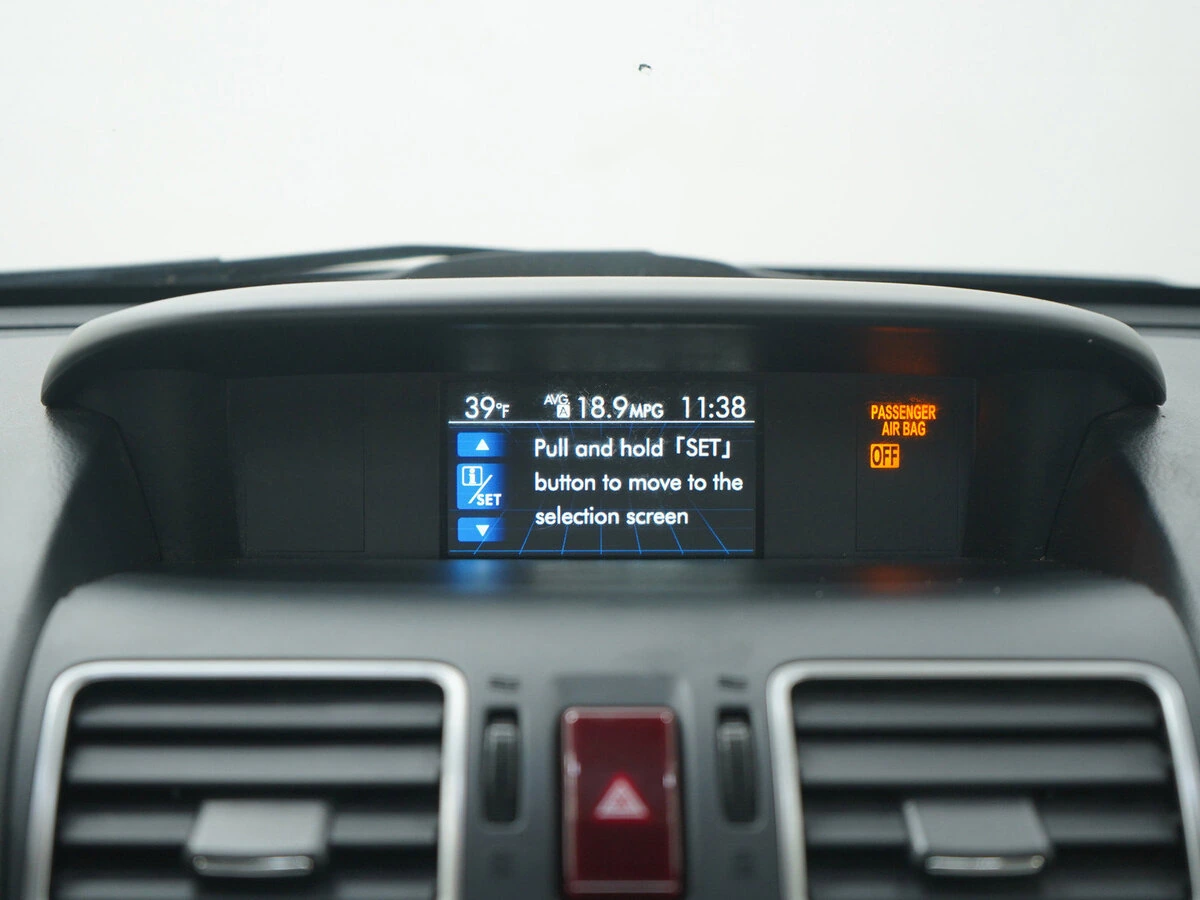 39°F AVG. A 18.9MPG 11:38
Pull and hold「SET」
button to move to the
selection screen
i/SET
PASSENGER
AIR BAG
OFF